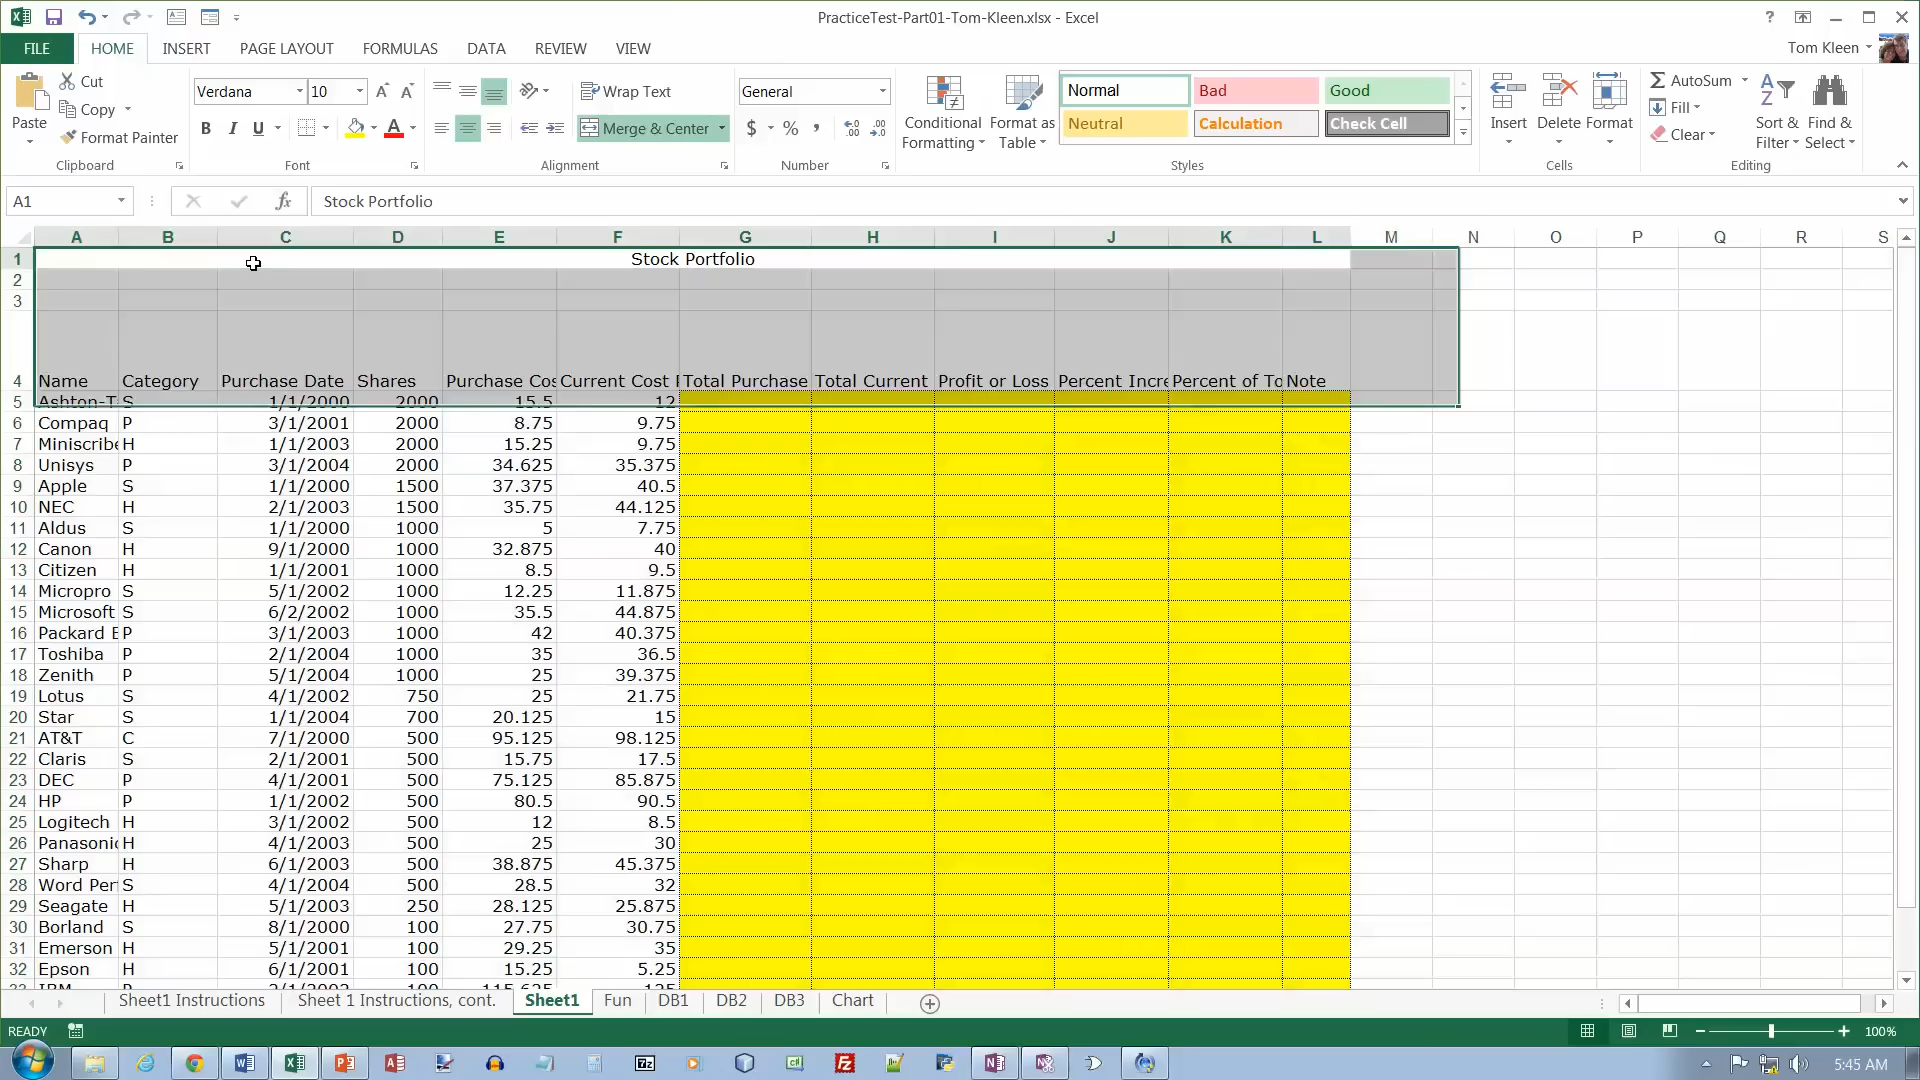 PracticeTest-Part01-Tom-Kleen.xlsx - Excel
?
FILE HOME INSERT PAGE LAYOUT FORMULAS DATA REVIEW VIEW Tom Kleen
Paste
Cut
Copy
Format Painter
Clipboard
Verdana 10 A A
B I U A
Font
Wrap Text
Merge & Center
Alignment
General
$ % , .00 .0
Number
Conditional Formatting
Format as Table
Normal Bad Good
Neutral Calculation Check Cell
Styles
Insert Delete Format
Cells
AutoSum
Fill
Clear
Sort & Filter
Find & Select
Editing
A1 fx Stock Portfolio
A B C D E F G H I J K L M N O P Q R S
1 Stock Portfolio
2
3
4 Name Category Purchase Date Shares Purchase Cos Current Cost Total Purchase Total Current Profit or Loss Percent Incre Percent of To Note
5 Ashton-T S 1/1/2000 2000 15.5 12
6 Compaq P 3/1/2001 8.75 9.75 2000
7 Miniscribe H 1/1/2003 2000 15.25 9.75
8 Unisys P 3/1/2004 2000 34.625 35.375
9 Apple S 1/1/2000 1500 37.375 40.5
10 NEC H 2/1/2003 1500 35.75 44.125
11 Aldus S 1/1/2000 1000 5 7.75
12 Canon H 9/1/2000 1000 32.875 40
13 Citizen H 1/1/2001 1000 8.5 9.5
14 Micropro S 5/1/2002 1000 12.25 11.875
15 Microsoft S 6/2/2002 1000 35.5 44.875
16 Packard P 3/1/2003 1000 42 40.375
17 Toshiba P 2/1/2004 1000 35 36.5
18 Zenith P 5/1/2004 1000 25 39.375
19 Lotus S 4/1/2002 750 25 21.75
20 Star S 1/1/2004 700 20.125 15
21 AT&T C 7/1/2000 500 95.125 98.125
22 Claris S 2/1/2001 500 15.75 17.5
23 DEC P 4/1/2001 500 75.125 85.875
24 HP P 1/1/2002 500 80.5 90.5
25 Logitech H 3/1/2002 500 12 8.5
26 Panasonic H 4/1/2003 500 25 30
27 Sharp H 6/1/2003 500 38.875 45.375
28 Word Per S 4/1/2004 500 28.5 32
29 Seagate H 5/1/2003 250 28.125 25.875
30 Borland S 8/1/2000 100 27.75 30.75
31 Emerson H 5/1/2001 100 29.25 35
32 Epson H 6/1/2001 100 15.25 5.25
Sheet1 Instructions Sheet 1 Instructions, cont. Sheet1 Fun DB1 DB2 DB3 Chart
READY 100%
5:45 AM